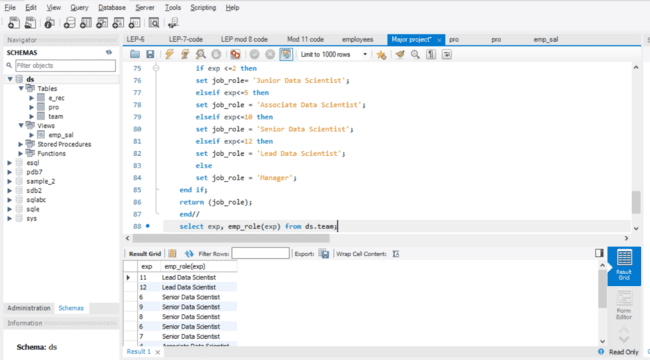 File Edit View Query Database Server Tools Scripting Help
Navigator
SCHEMAS
Filter objects
ds
Tables
e_rec
pro
team
Views
emp_sal
Stored Procedures
Functions
esql
pdb7
sample_2
sdb2
sqlabc
sqle
sys
Administration Schemas
Information
Schema: ds
LEP-6 LEP-7-code LEP mod 8 code Mod 11 code employees Major project* pro pro emp_sal
Limit to 1000 rows
75 if exp <=2 then
76 set job_role= 'Junior Data Scientist';
77 elseif exp<=5 then
78 set job_role = 'Associate Data Scientist';
79 elseif exp<=10 then
80 set job_role = 'Senior Data Scientist';
81 elseif exp<=12 then
82 set job_role = 'Lead Data Scientist';
83 else
84 set job_role = 'Manager';
85 end if;
86 return (job_role);
87 end//
88 select exp, emp_role(exp) from ds.team;
Result Grid Filter Rows: Export: Wrap Cell Content:
exp emp_role(exp)
11 Lead Data Scientist
12 Lead Data Scientist
6 Senior Data Scientist
9 Senior Data Scientist
8 Senior Data Scientist
6 Senior Data Scientist
7 Senior Data Scientist
Result Grid
Form Editor
Result 1
Read Only